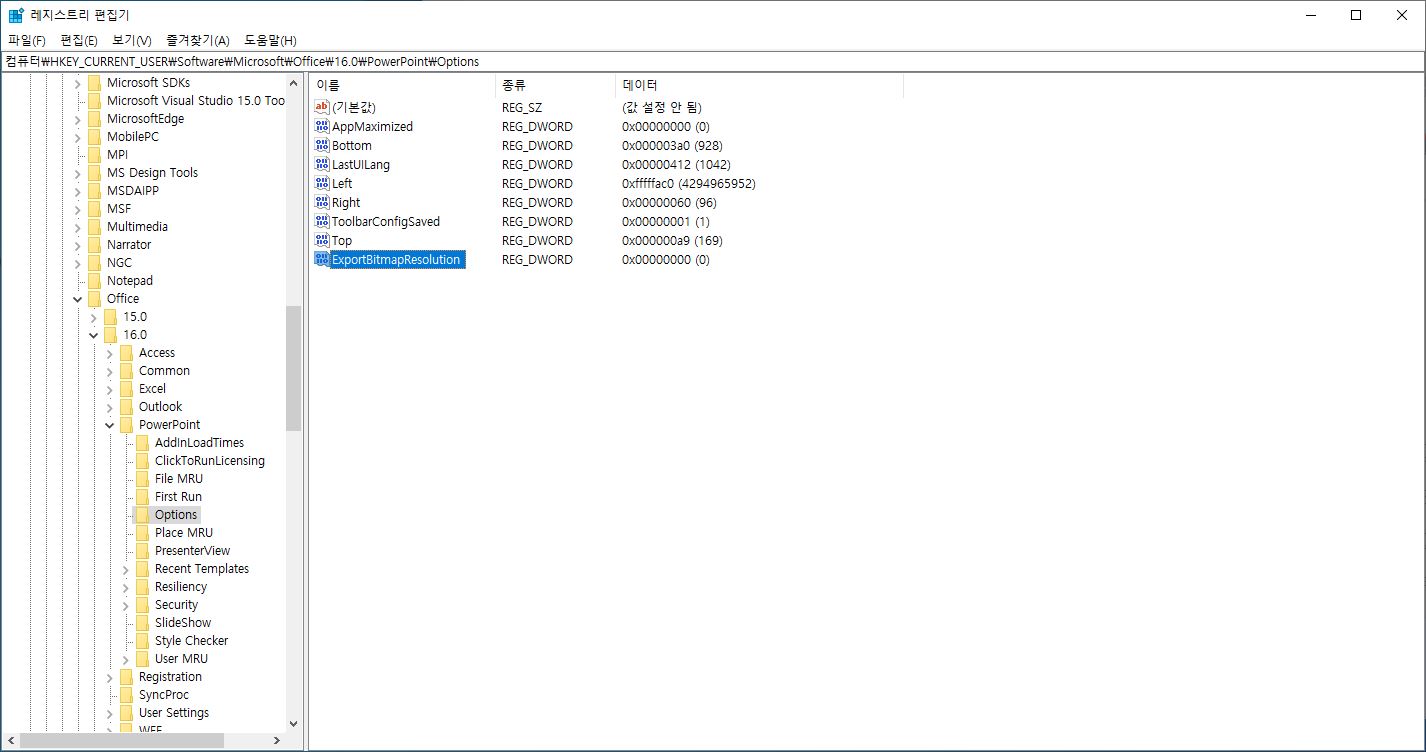 레지스트리 편집기
파일(F) 편집(E) 보기(V) 즐겨찾기(A) 도움말(H)
컴퓨터₩HKEY_CURRENT_USER₩Software₩Microsoft₩Office₩16.0₩PowerPoint₩Options
Microsoft SDKs
Microsoft Visual Studio 15.0 Too
MicrosoftEdge
MobilePC
MPI
MS Design Tools
MSDAIPP
MSF
Multimedia
Narrator
NGC
Notepad
Office
15.0
16.0
Access
Common
Excel
Outlook
PowerPoint
AddInLoadTimes
ClickToRunLicensing
File MRU
First Run
Options
Place MRU
PresenterView
Recent Templates
Resiliency
Security
SlideShow
Style Checker
User MRU
Registration
SyncProc
User Settings
WEF
이름 종류 데이터
(기본값) REG_SZ (값 설정 안 됨)
AppMaximized REG_DWORD 0x00000000 (0)
Bottom REG_DWORD 0x000003a0 (928)
LastUILang REG_DWORD 0x00000412 (1042)
Left REG_DWORD 0xfffffac0 (4294965952)
Right REG_DWORD 0x00000060 (96)
ToolbarConfigSaved REG_DWORD 0x00000001 (1)
Top REG_DWORD 0x000000a9 (169)
ExportBitmapResolution REG_DWORD 0x00000000 (0)